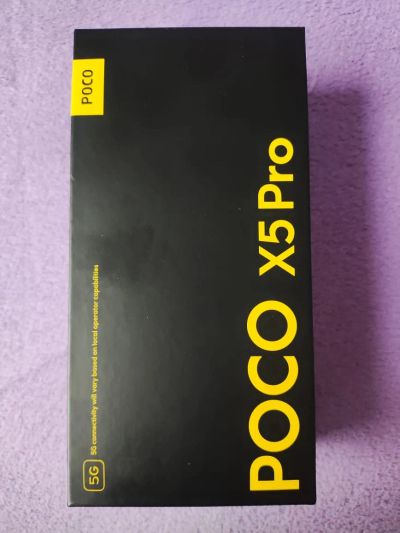 POCO
5G 5G connectivity will vary based on local operator capabilities
POCO X5 Pro